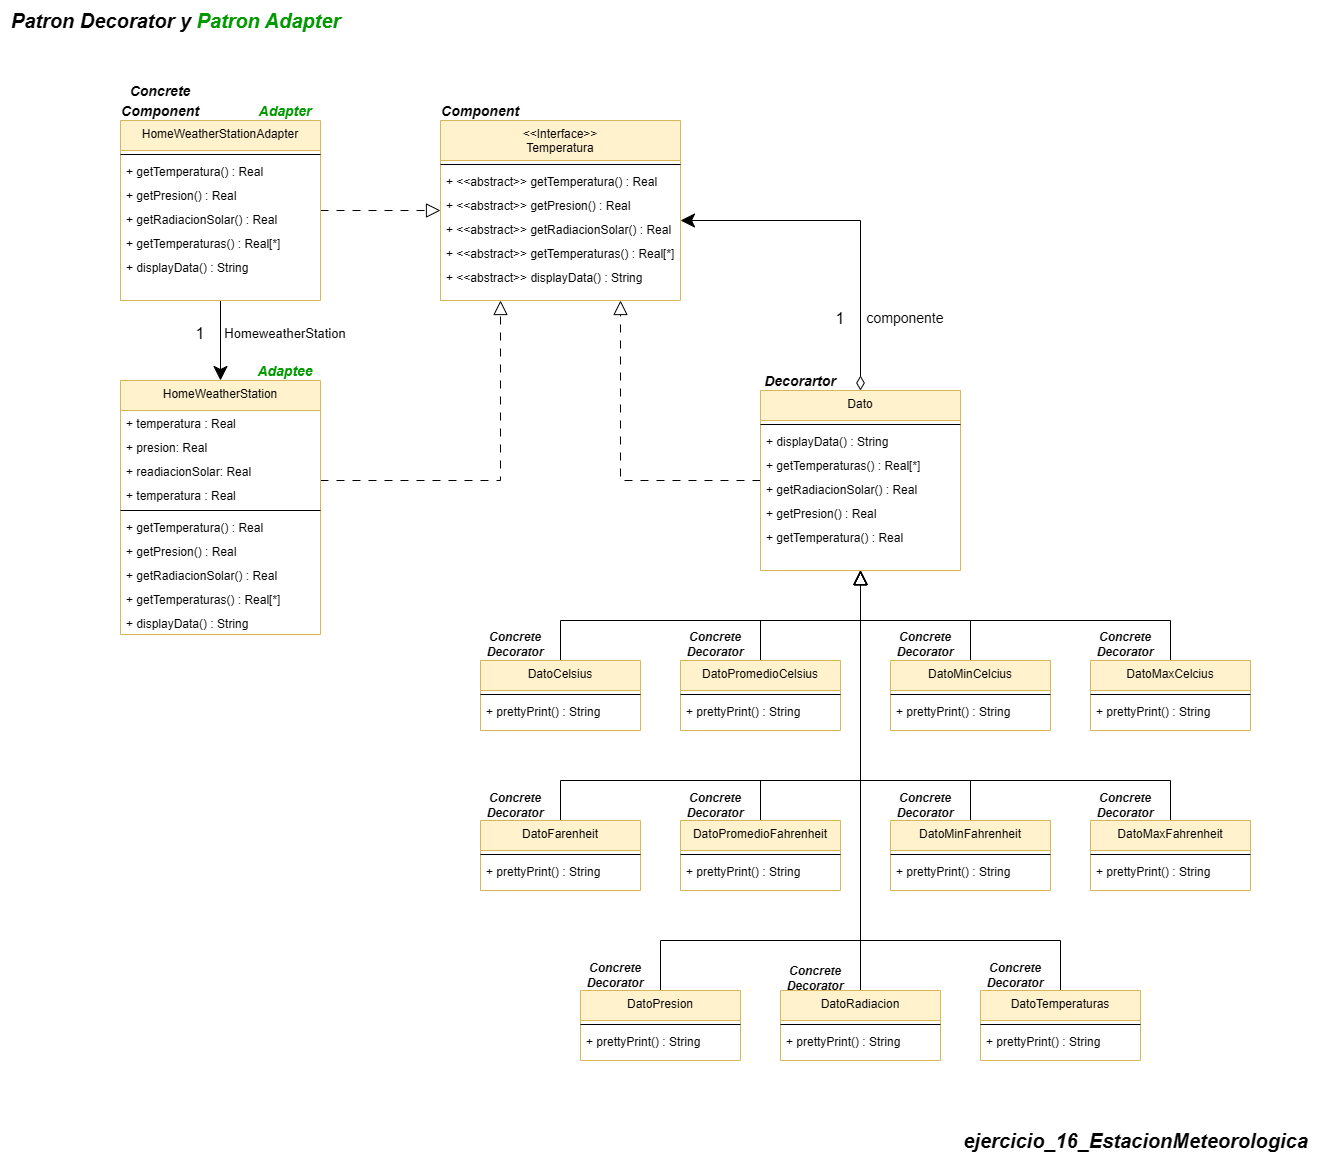 Patron Decorator y Patron Adapter
Concrete
Component
Adapter
HomeWeatherStationAdapter
+ getTemperatura() : Real
+ getPresion() : Real
+ getRadiacionSolar() : Real
+ getTemperaturas() : Real[*]
+ displayData() : String
Component
<<Interface>>
Temperatura
+ <<abstract>> getTemperatura() : Real
+ <<abstract>> getPresion() : Real
+ <<abstract>> getRadiacionSolar() : Real
+ <<abstract>> getTemperaturas() : Real[*]
+ <<abstract>> displayData() : String
1
HomeweatherStation
1
componente
Adaptee
HomeWeatherStation
+ temperatura : Real
+ presion: Real
+ readiacionSolar: Real
+ temperatura : Real
+ getTemperatura() : Real
+ getPresion() : Real
+ getRadiacionSolar() : Real
+ getTemperaturas() : Real[*]
+ displayData() : String
Decorartor
Dato
+ displayData() : String
+ getTemperaturas() : Real[*]
+ getRadiacionSolar() : Real
+ getPresion() : Real
+ getTemperatura() : Real
Concrete
Decorator
DatoCelsius
+ prettyPrint() : String
Concrete
Decorator
DatoPromedioCelsius
+ prettyPrint() : String
Concrete
Decorator
DatoMinCelcius
+ prettyPrint() : String
Concrete
Decorator
DatoMaxCelcius
+ prettyPrint() : String
Concrete
Decorator
DatoFarenheit
+ prettyPrint() : String
Concrete
Decorator
DatoPromedioFahrenheit
+ prettyPrint() : String
Concrete
Decorator
DatoMinFahrenheit
+ prettyPrint() : String
Concrete
Decorator
DatoMaxFahrenheit
+ prettyPrint() : String
Concrete
Decorator
DatoPresion
+ prettyPrint() : String
Concrete
Decorator
DatoRadiacion
+ prettyPrint() : String
Concrete
Decorator
DatoTemperaturas
+ prettyPrint() : String
ejercicio_16_EstacionMeteorologica